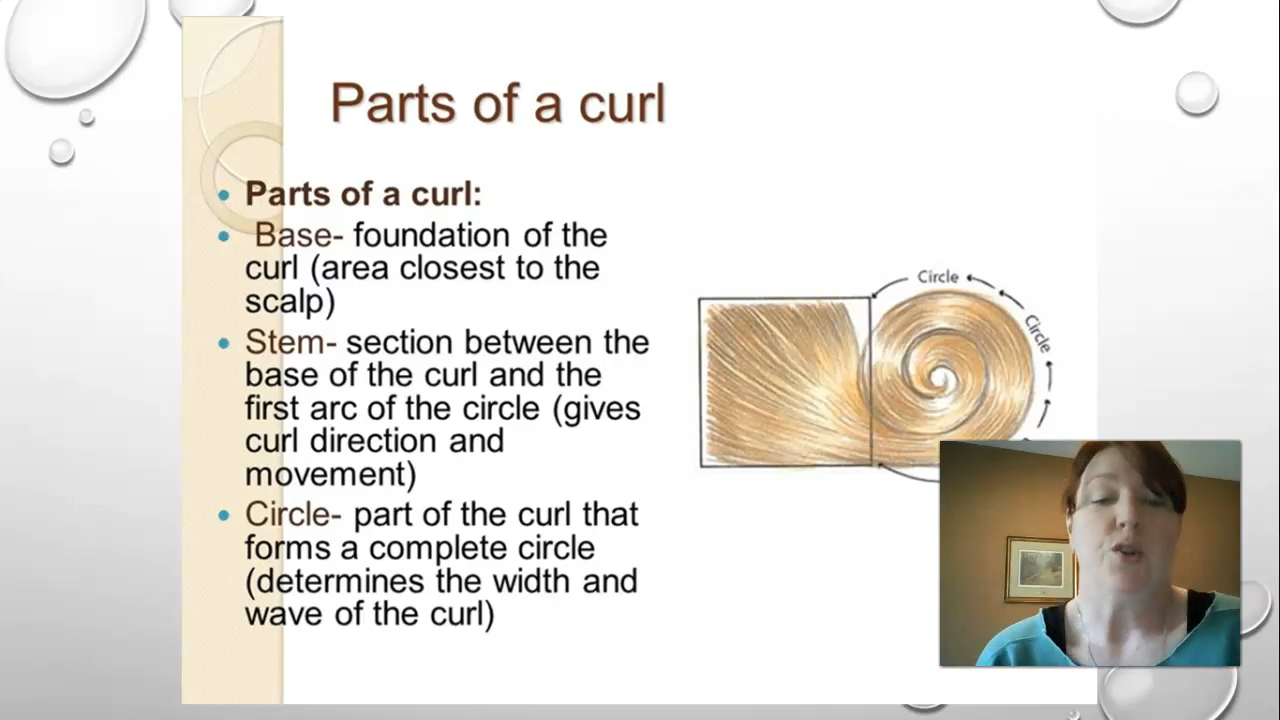 Parts of a curl
• Parts of a curl:
• Base- foundation of the
curl (area closest to the
scalp)
• Stem- section between the
base of the curl and the
first arc of the circle (gives
curl direction and
movement)
• Circle- part of the curl that
forms a complete circle
(determines the width and
wave of the curl)
Circle
Circle